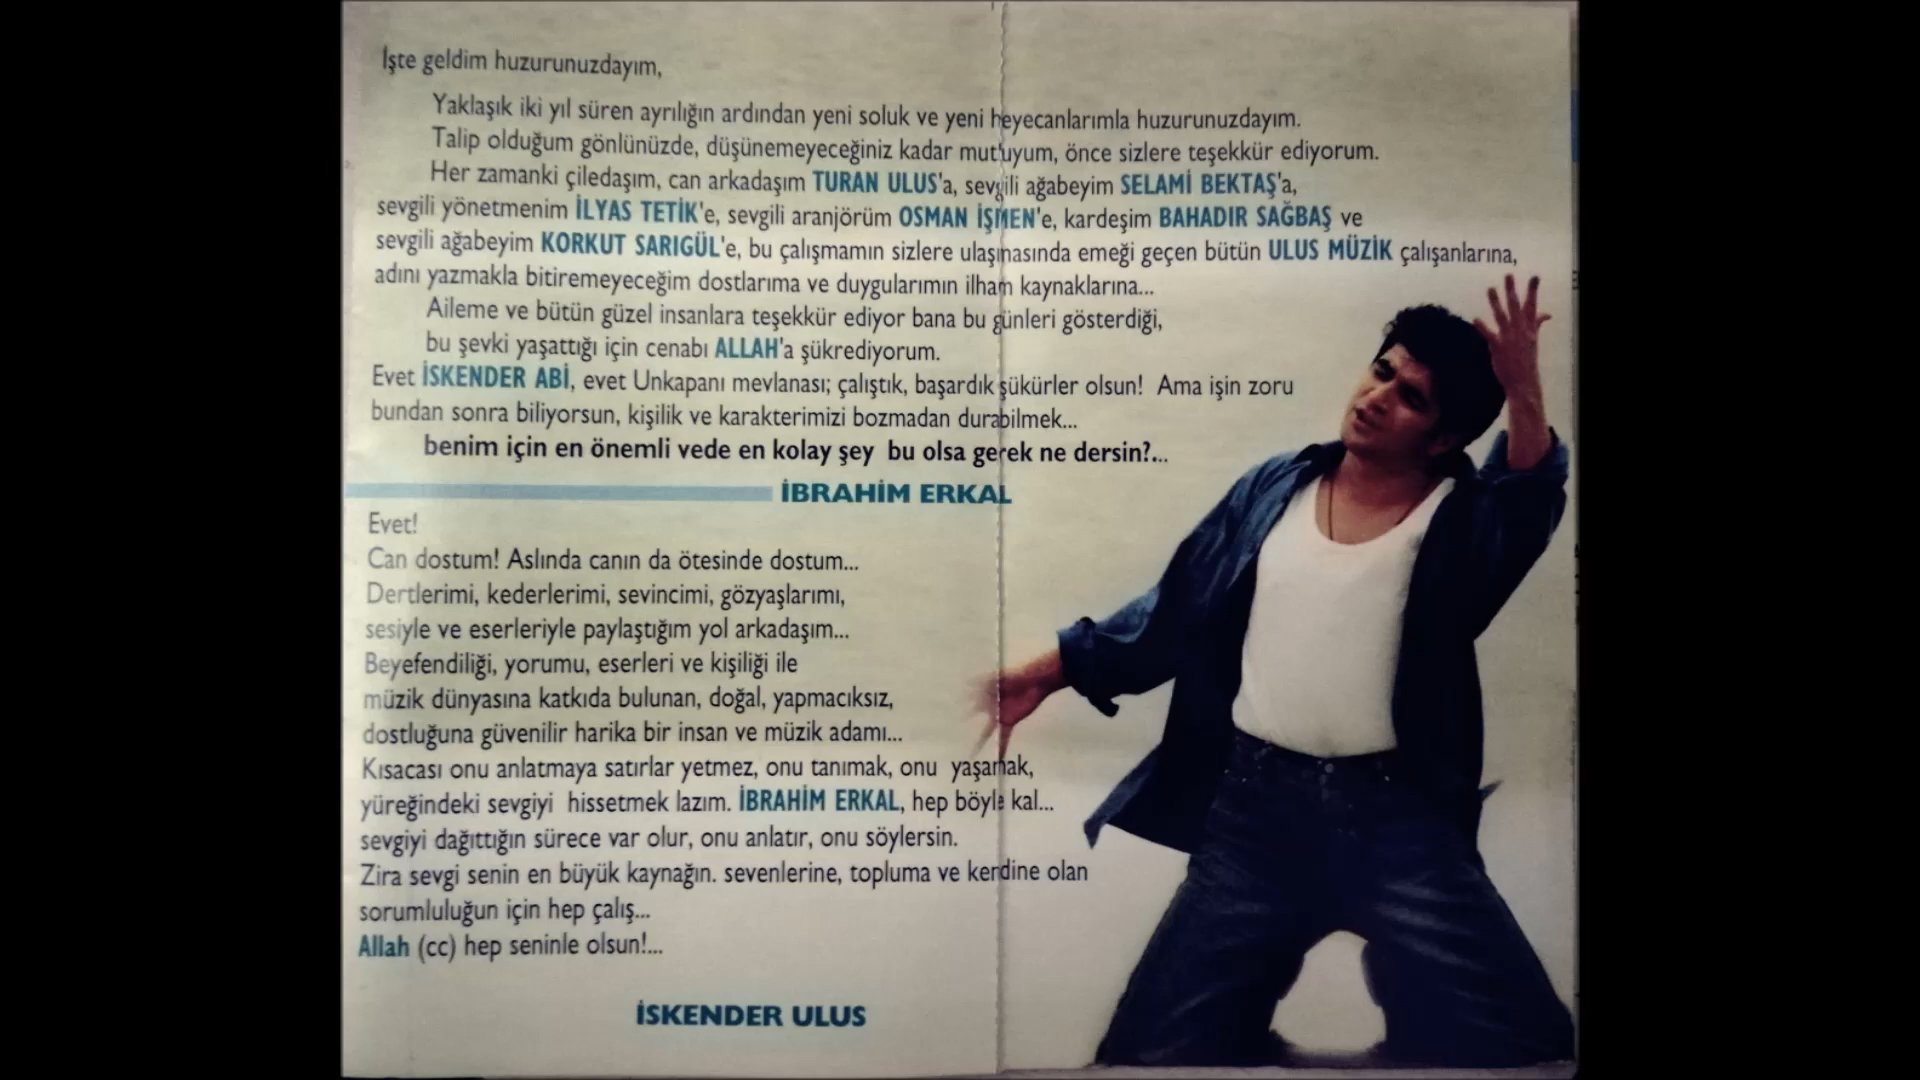 İşte geldim huzurunuzdayım,
Yaklaşık iki yıl süren ayrılığın ardından yeni soluk ve yeni heyecanlarımla huzurunuzdayım.
Talip olduğum gönlünüzde, düşünemeyeceğiniz kadar mutluyum, önce sizlere teşekkür ediyorum.
Her zamanki çiledaşım, can arkadaşım TURAN ULUS'a, sevgili ağabeyim SELAMİ BEKTAŞ'a,
sevgili yönetmenim İLYAS TETİK'e, sevgili aranjörüm OSMAN İŞMEN'e, kardeşim BAHADIR SAĞBAŞ ve
sevgili ağabeyim KORKUT SARIGÜL'e, bu çalışmamın sizlere ulaşmasında emeği geçen bütün ULUS MÜZİK çalışanlarına,
adını yazmakla bitiremeyeceğim dostlarıma ve duygularımın ilham kaynaklarına...
Aileme ve bütün güzel insanlara teşekkür ediyor bana bu günleri gösterdiği,
bu şevki yaşattığı için cenabı ALLAH'a şükrediyorum.
Evet İSKENDER ABİ, evet Unkapanı mevlanası; çalıştık, başardık şükürler olsun! Ama işin zoru
bundan sonra biliyorsun, kişilik ve karakterimizi bozmadan durabilmek...
benim için en önemli vede en kolay şey bu olsa gerek ne dersin?...
İBRAHİM ERKAL
Evet!
Can dostum! Aslında canın da ötesinde dostum...
Dertlerimi, kederlerimi, sevincimi, gözyaşlarımı,
sesiyle ve eserleriyle paylaştığım yol arkadaşım...
Beyefendiliği, yorumu, eserleri ve kişiliği ile
müzik dünyasına katkıda bulunan, doğal, yapmacıksız,
dostluğuna güvenilir harika bir insan ve müzik adamı...
Kısacası onu anlatmaya satırlar yetmez, onu tanımak, onu yaşamak,
yüreğindeki sevgiyi hissetmek lazım. İBRAHİM ERKAL, hep böyle kal...
sevgiyi dağıttığın sürece var olur, onu anlatır, onu söylersin.
Zira sevgi senin en büyük kaynağın. sevenlerine, topluma ve kendine olan
sorumluluğun için hep çalış...
Allah (cc) hep seninle olsun!...
İSKENDER ULUS